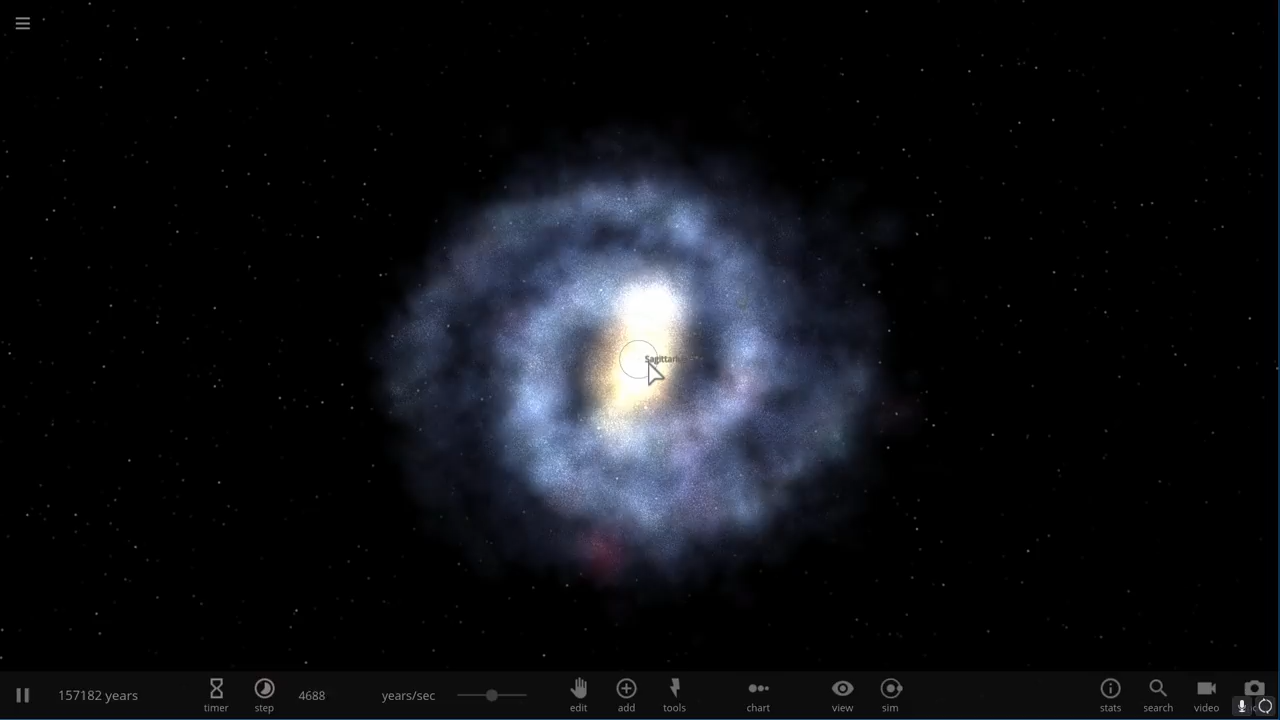 157182 years
timer
step
4688
years/sec
edit
add
tools
chart
view
sim
stats
search
video